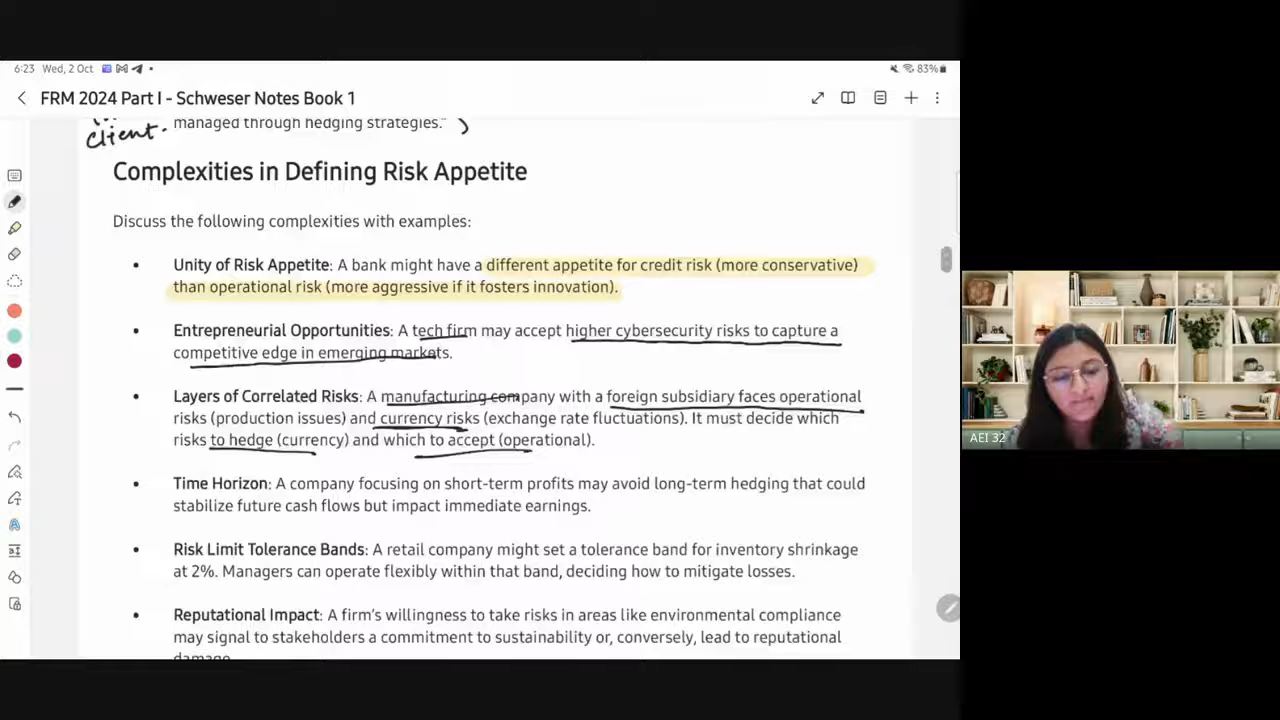 6:23 Wed, 2 Oct
83%
FRM 2024 Part I - Schweser Notes Book 1
client. managed through hedging strategies."
Complexities in Defining Risk Appetite
Discuss the following complexities with examples:
• Unity of Risk Appetite: A bank might have a different appetite for credit risk (more conservative)
than operational risk (more aggressive if it fosters innovation).
• Entrepreneurial Opportunities: A tech firm may accept higher cybersecurity risks to capture a
competitive edge in emerging markets.
• Layers of Correlated Risks: A manufacturing company with a foreign subsidiary faces operational
risks (production issues) and currency risks (exchange rate fluctuations). It must decide which
risks to hedge (currency) and which to accept (operational).
• Time Horizon: A company focusing on short-term profits may avoid long-term hedging that could
stabilize future cash flows but impact immediate earnings.
• Risk Limit Tolerance Bands: A retail company might set a tolerance band for inventory shrinkage
at 2%. Managers can operate flexibly within that band, deciding how to mitigate losses.
• Reputational Impact: A firm's willingness to take risks in areas like environmental compliance
may signal to stakeholders a commitment to sustainability or, conversely, lead to reputational
damage.
AEI 32